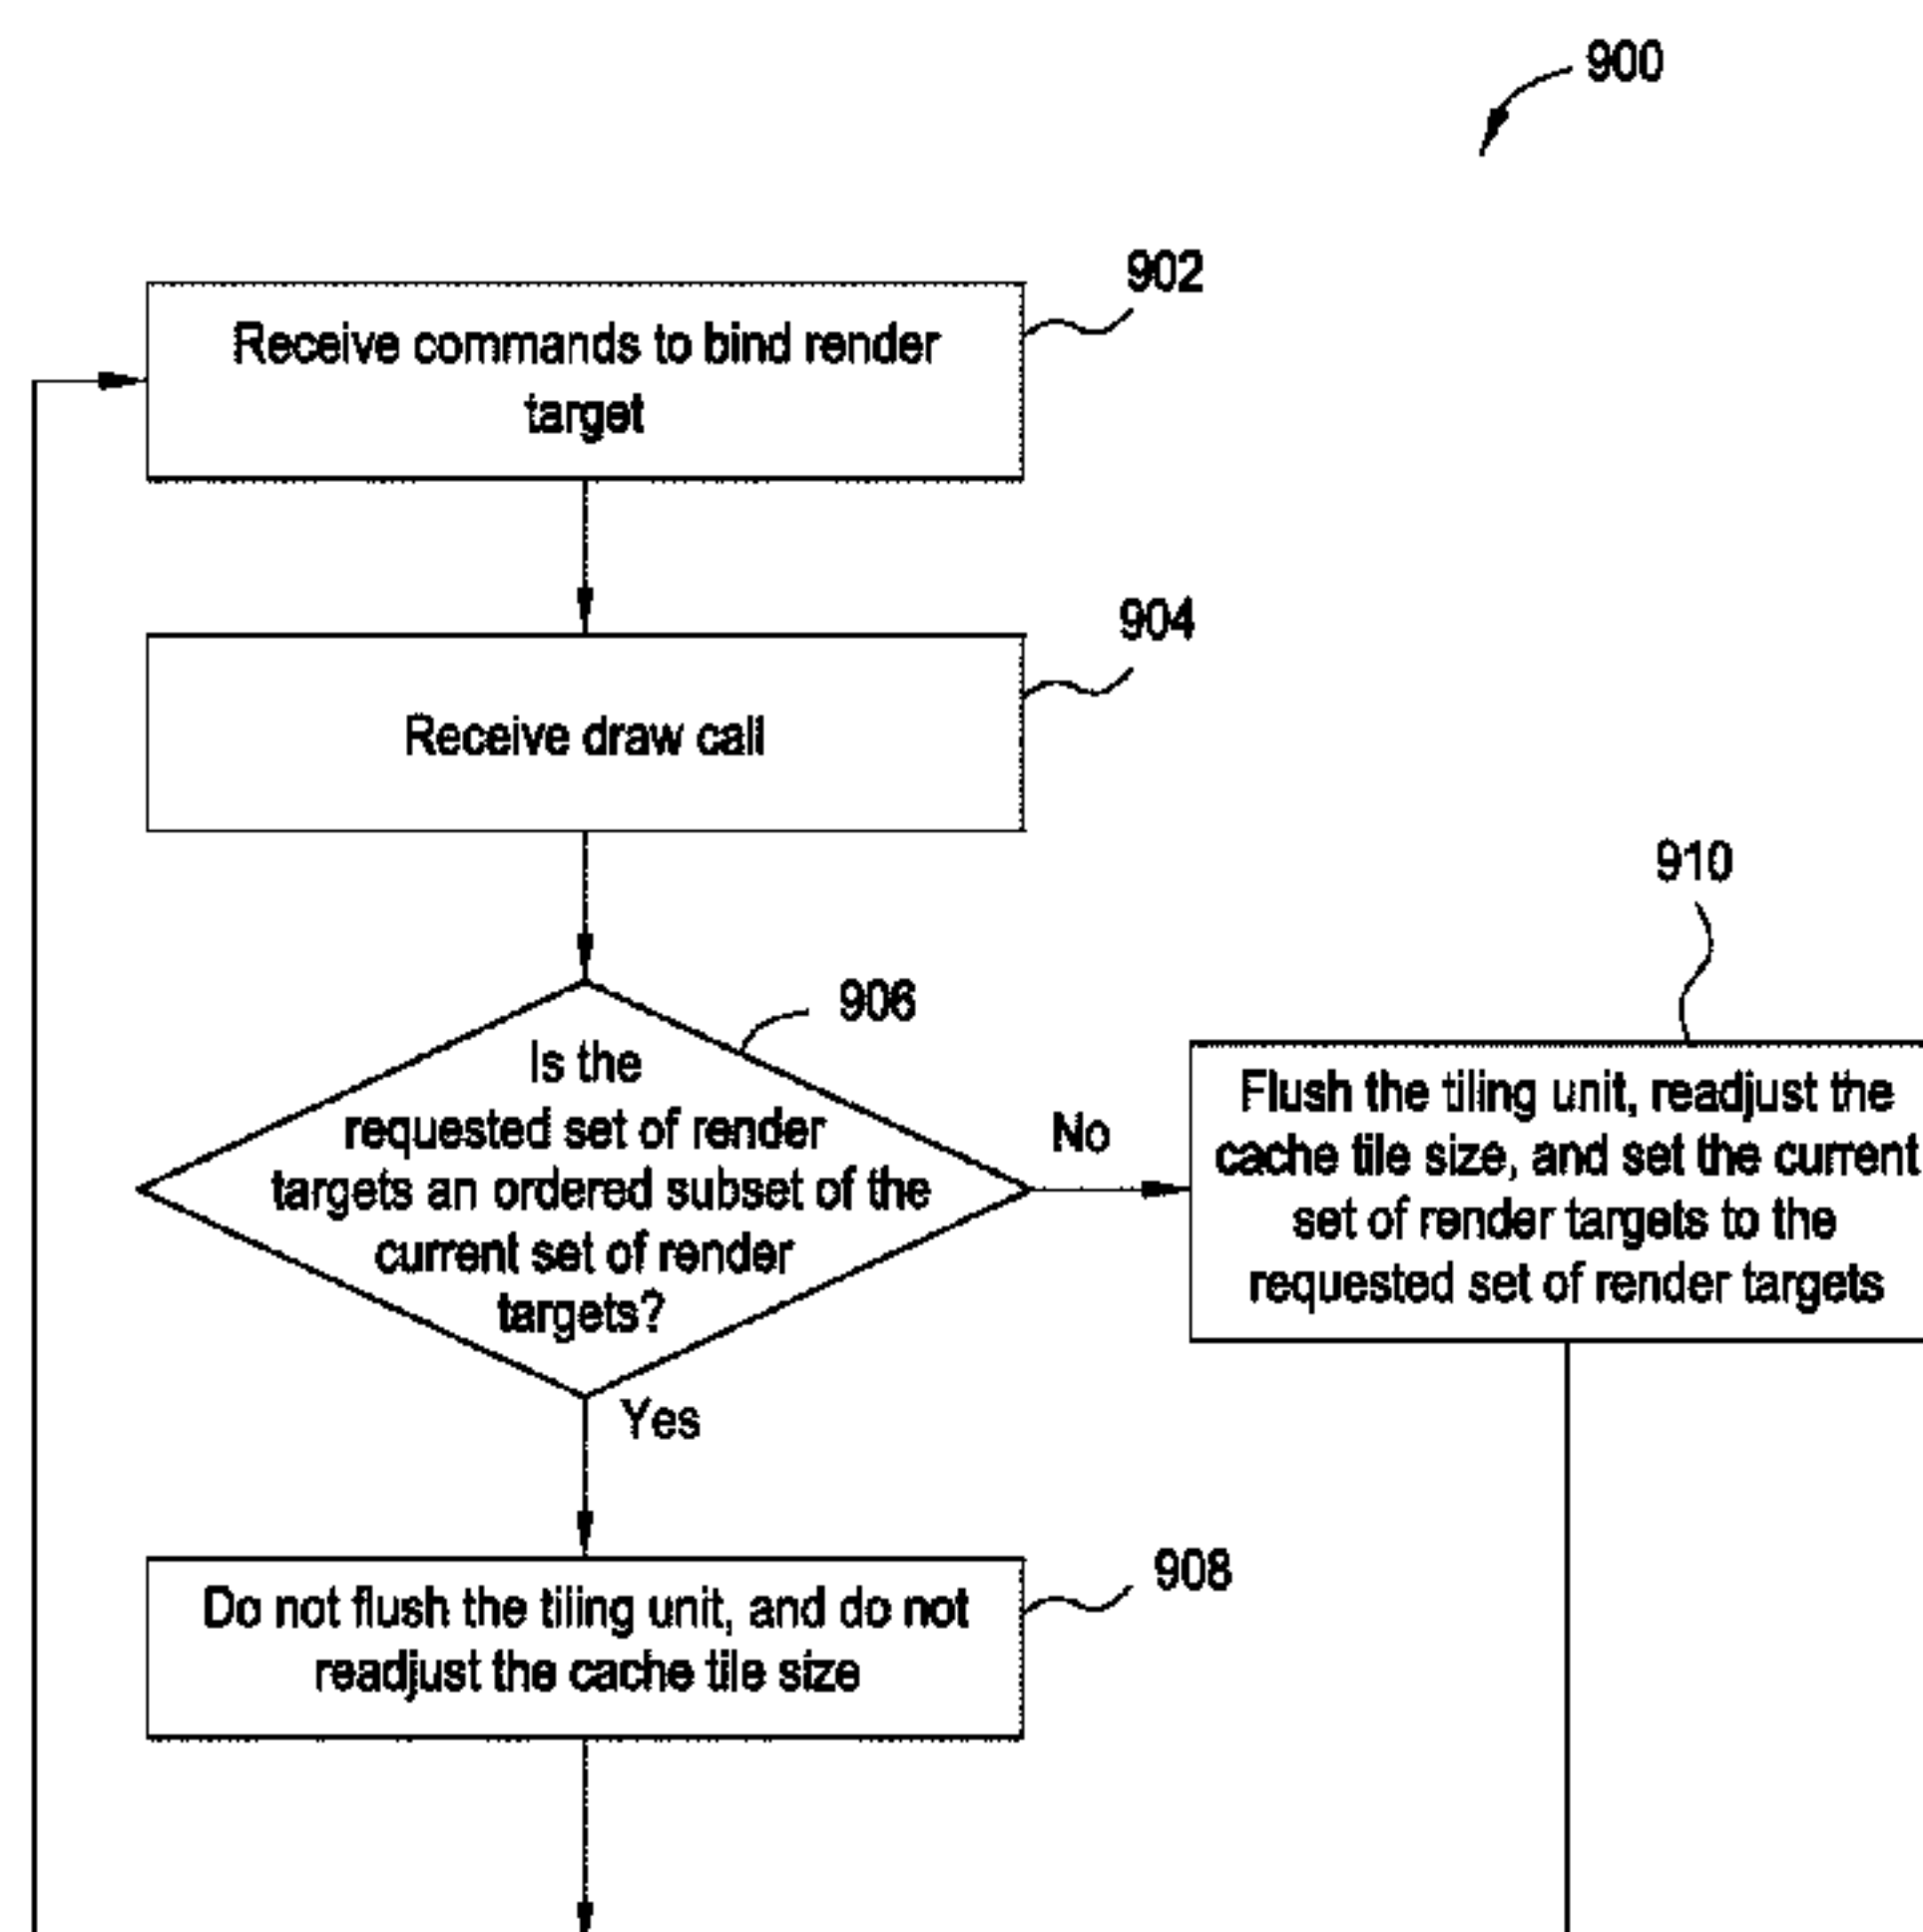 900
902
Receive commands to bind render
target
904
Receive draw call
910
906
Is the
requested set of render
targets an ordered subset of the
current set of render
targets?
No
Flush the tiling unit, readjust the
cache tile size, and set the current
set of render targets to the
requested set of render targets
Yes
908
Do not flush the tiling unit, and do not
readjust the cache tile size